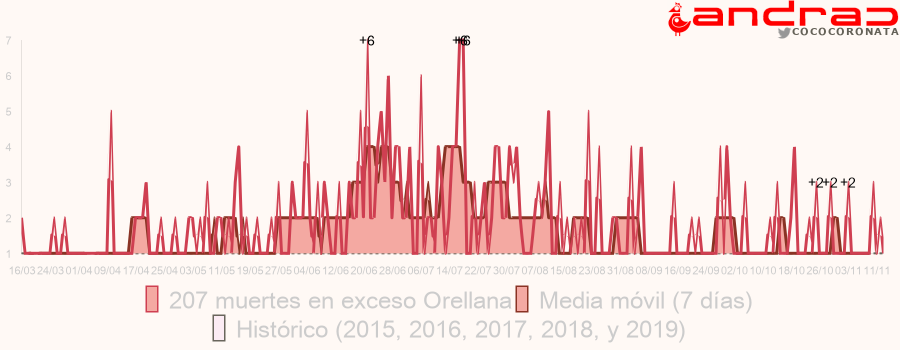 andrac
COCOCORONATA
7
+6
+6
6
5
4
3
+2
+2
+2
2
1
16/03 24/03 01/04 09/04 17/04 25/04 03/05 11/05 19/05 27/05 04/06 12/06 20/06 28/06 06/07 14/07 22/07 30/07 07/08 15/08 23/08 31/08 08/09 16/09 24/09 02/10 10/10 18/10 26/10 03/11 11/11
207 muertes en exceso Orellana Media móvil (7 días)
Histórico (2015, 2016, 2017, 2018, y 2019)